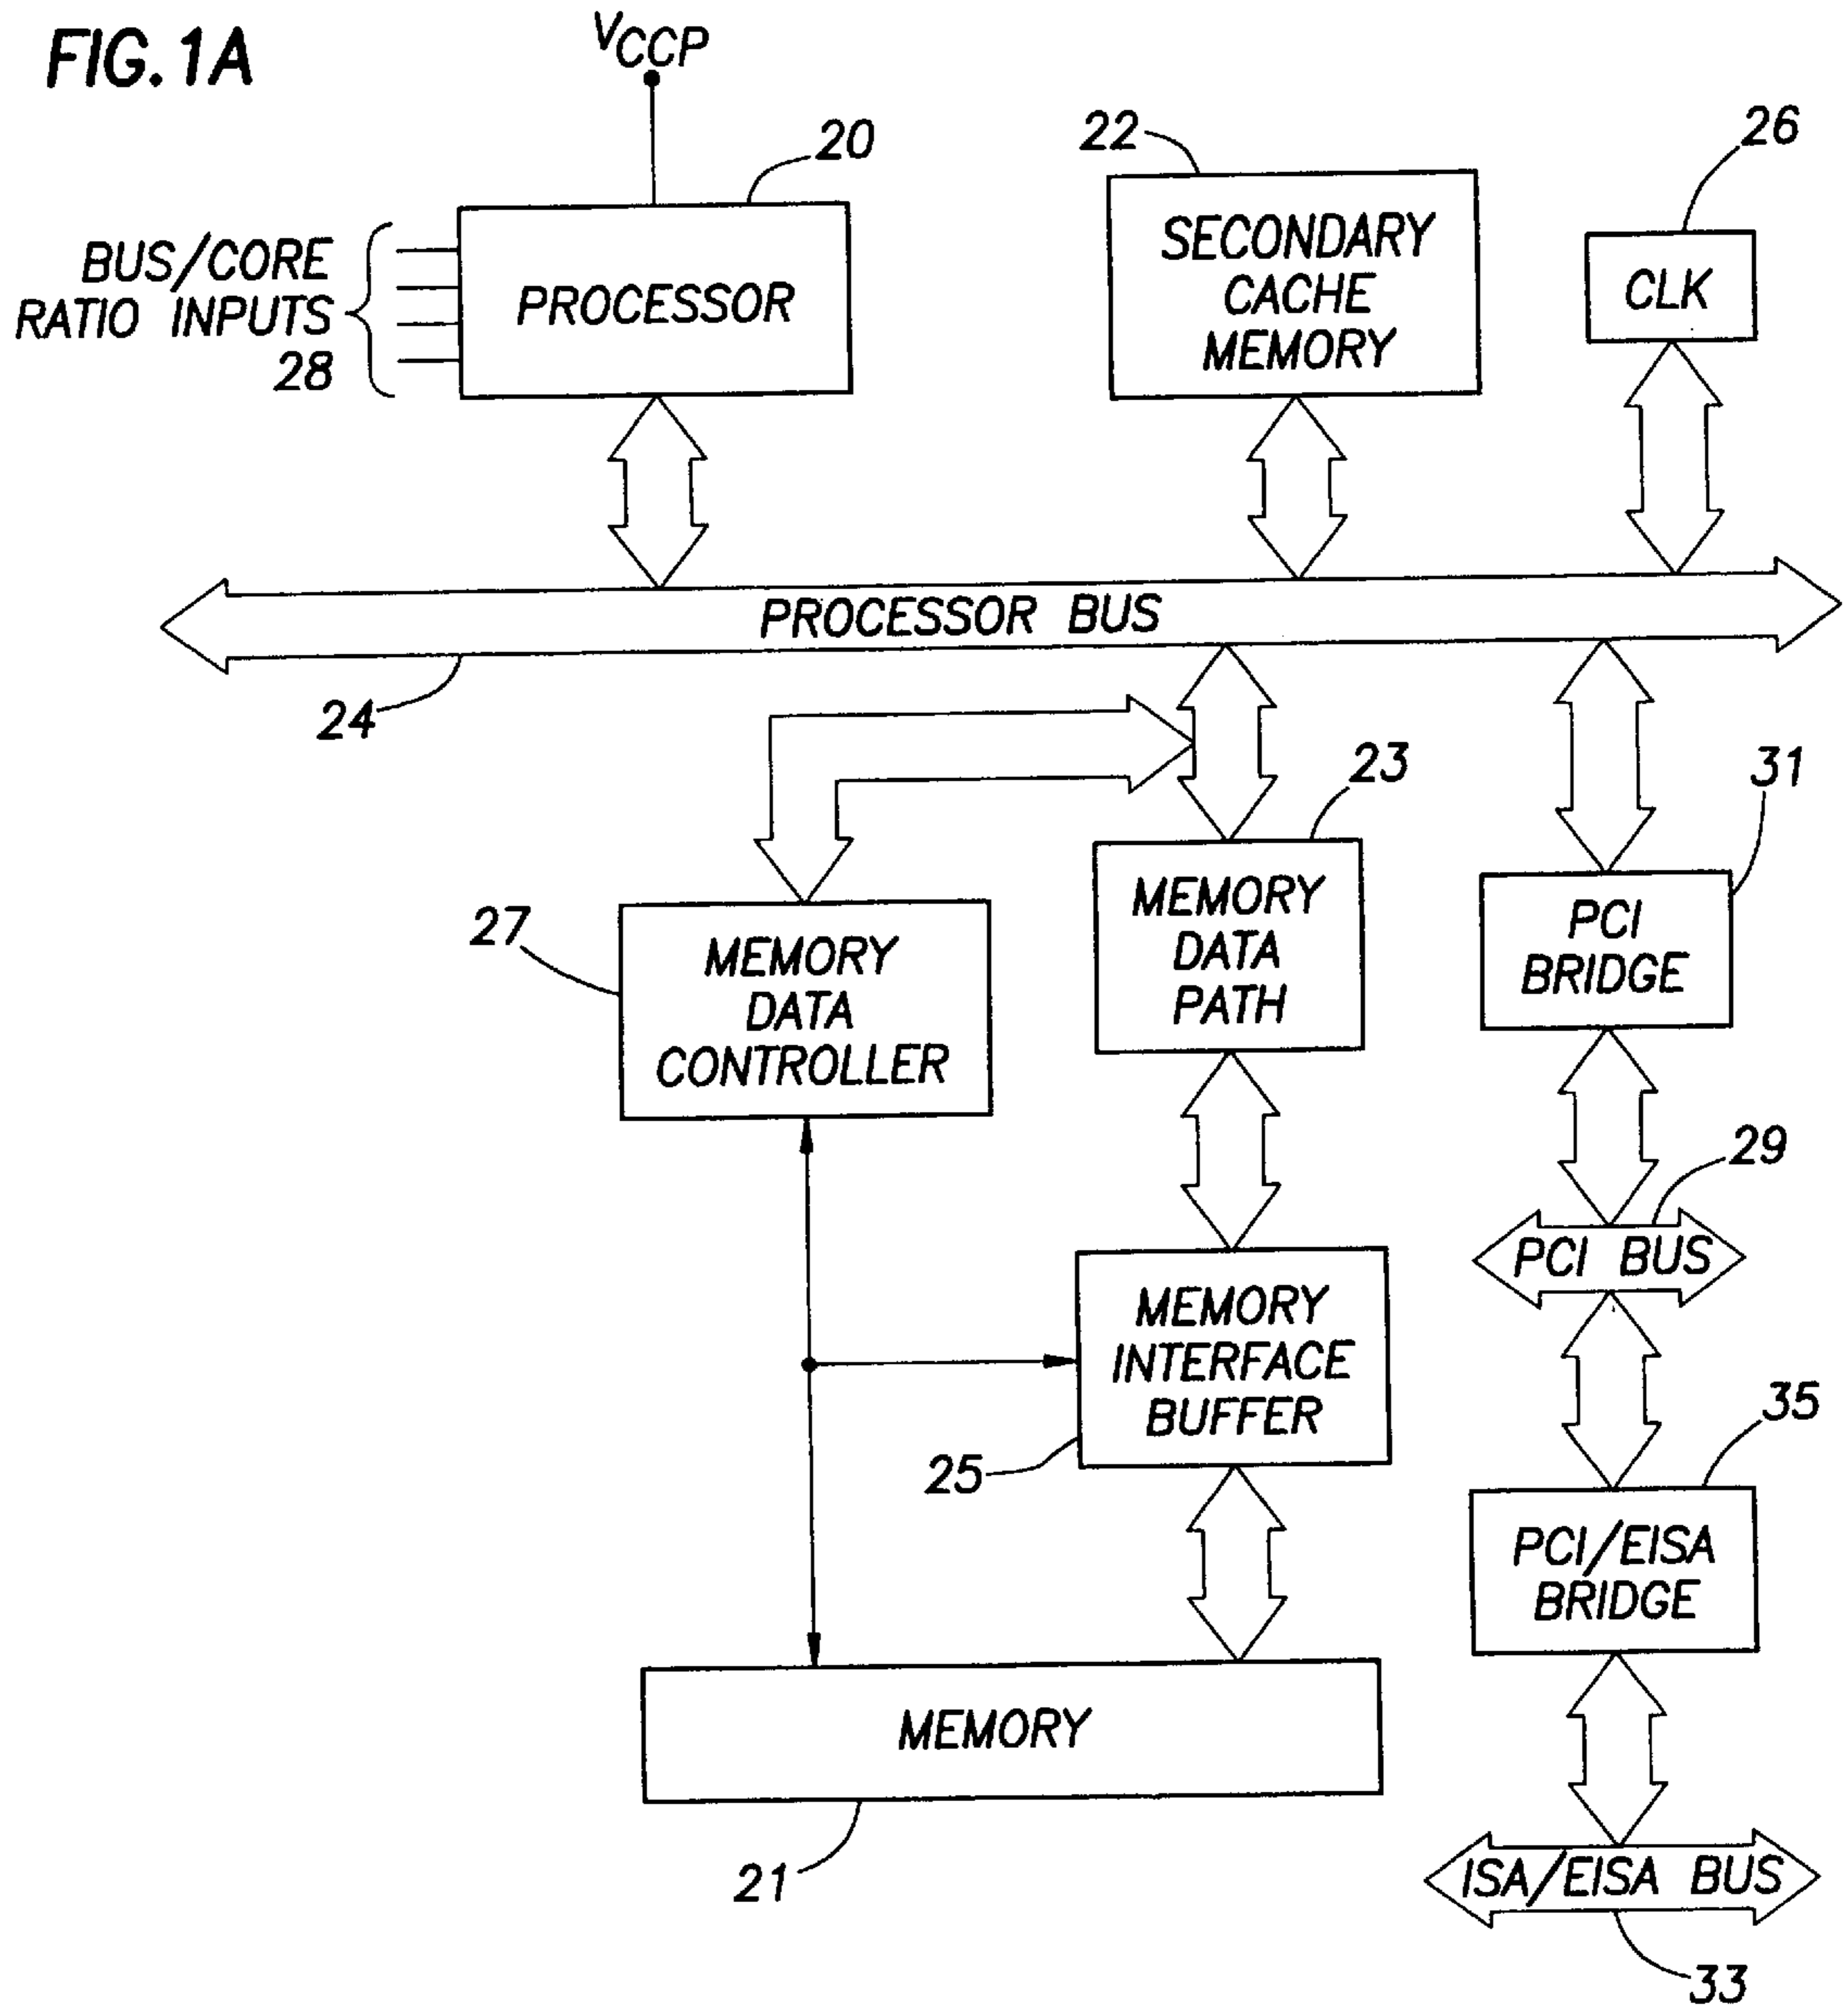 FIG. 1A
VCCP
20
22
26
BUS/CORE
RATIO INPUTS
28
PROCESSOR
SECONDARY
CACHE
MEMORY
CLK
PROCESSOR BUS
24
23
31
27
MEMORY
DATA
CONTROLLER
MEMORY
DATA
PATH
PCI
BRIDGE
29
PCI BUS
MEMORY
INTERFACE
BUFFER
25
35
PCI/EISA
BRIDGE
MEMORY
21
ISA/EISA BUS
33